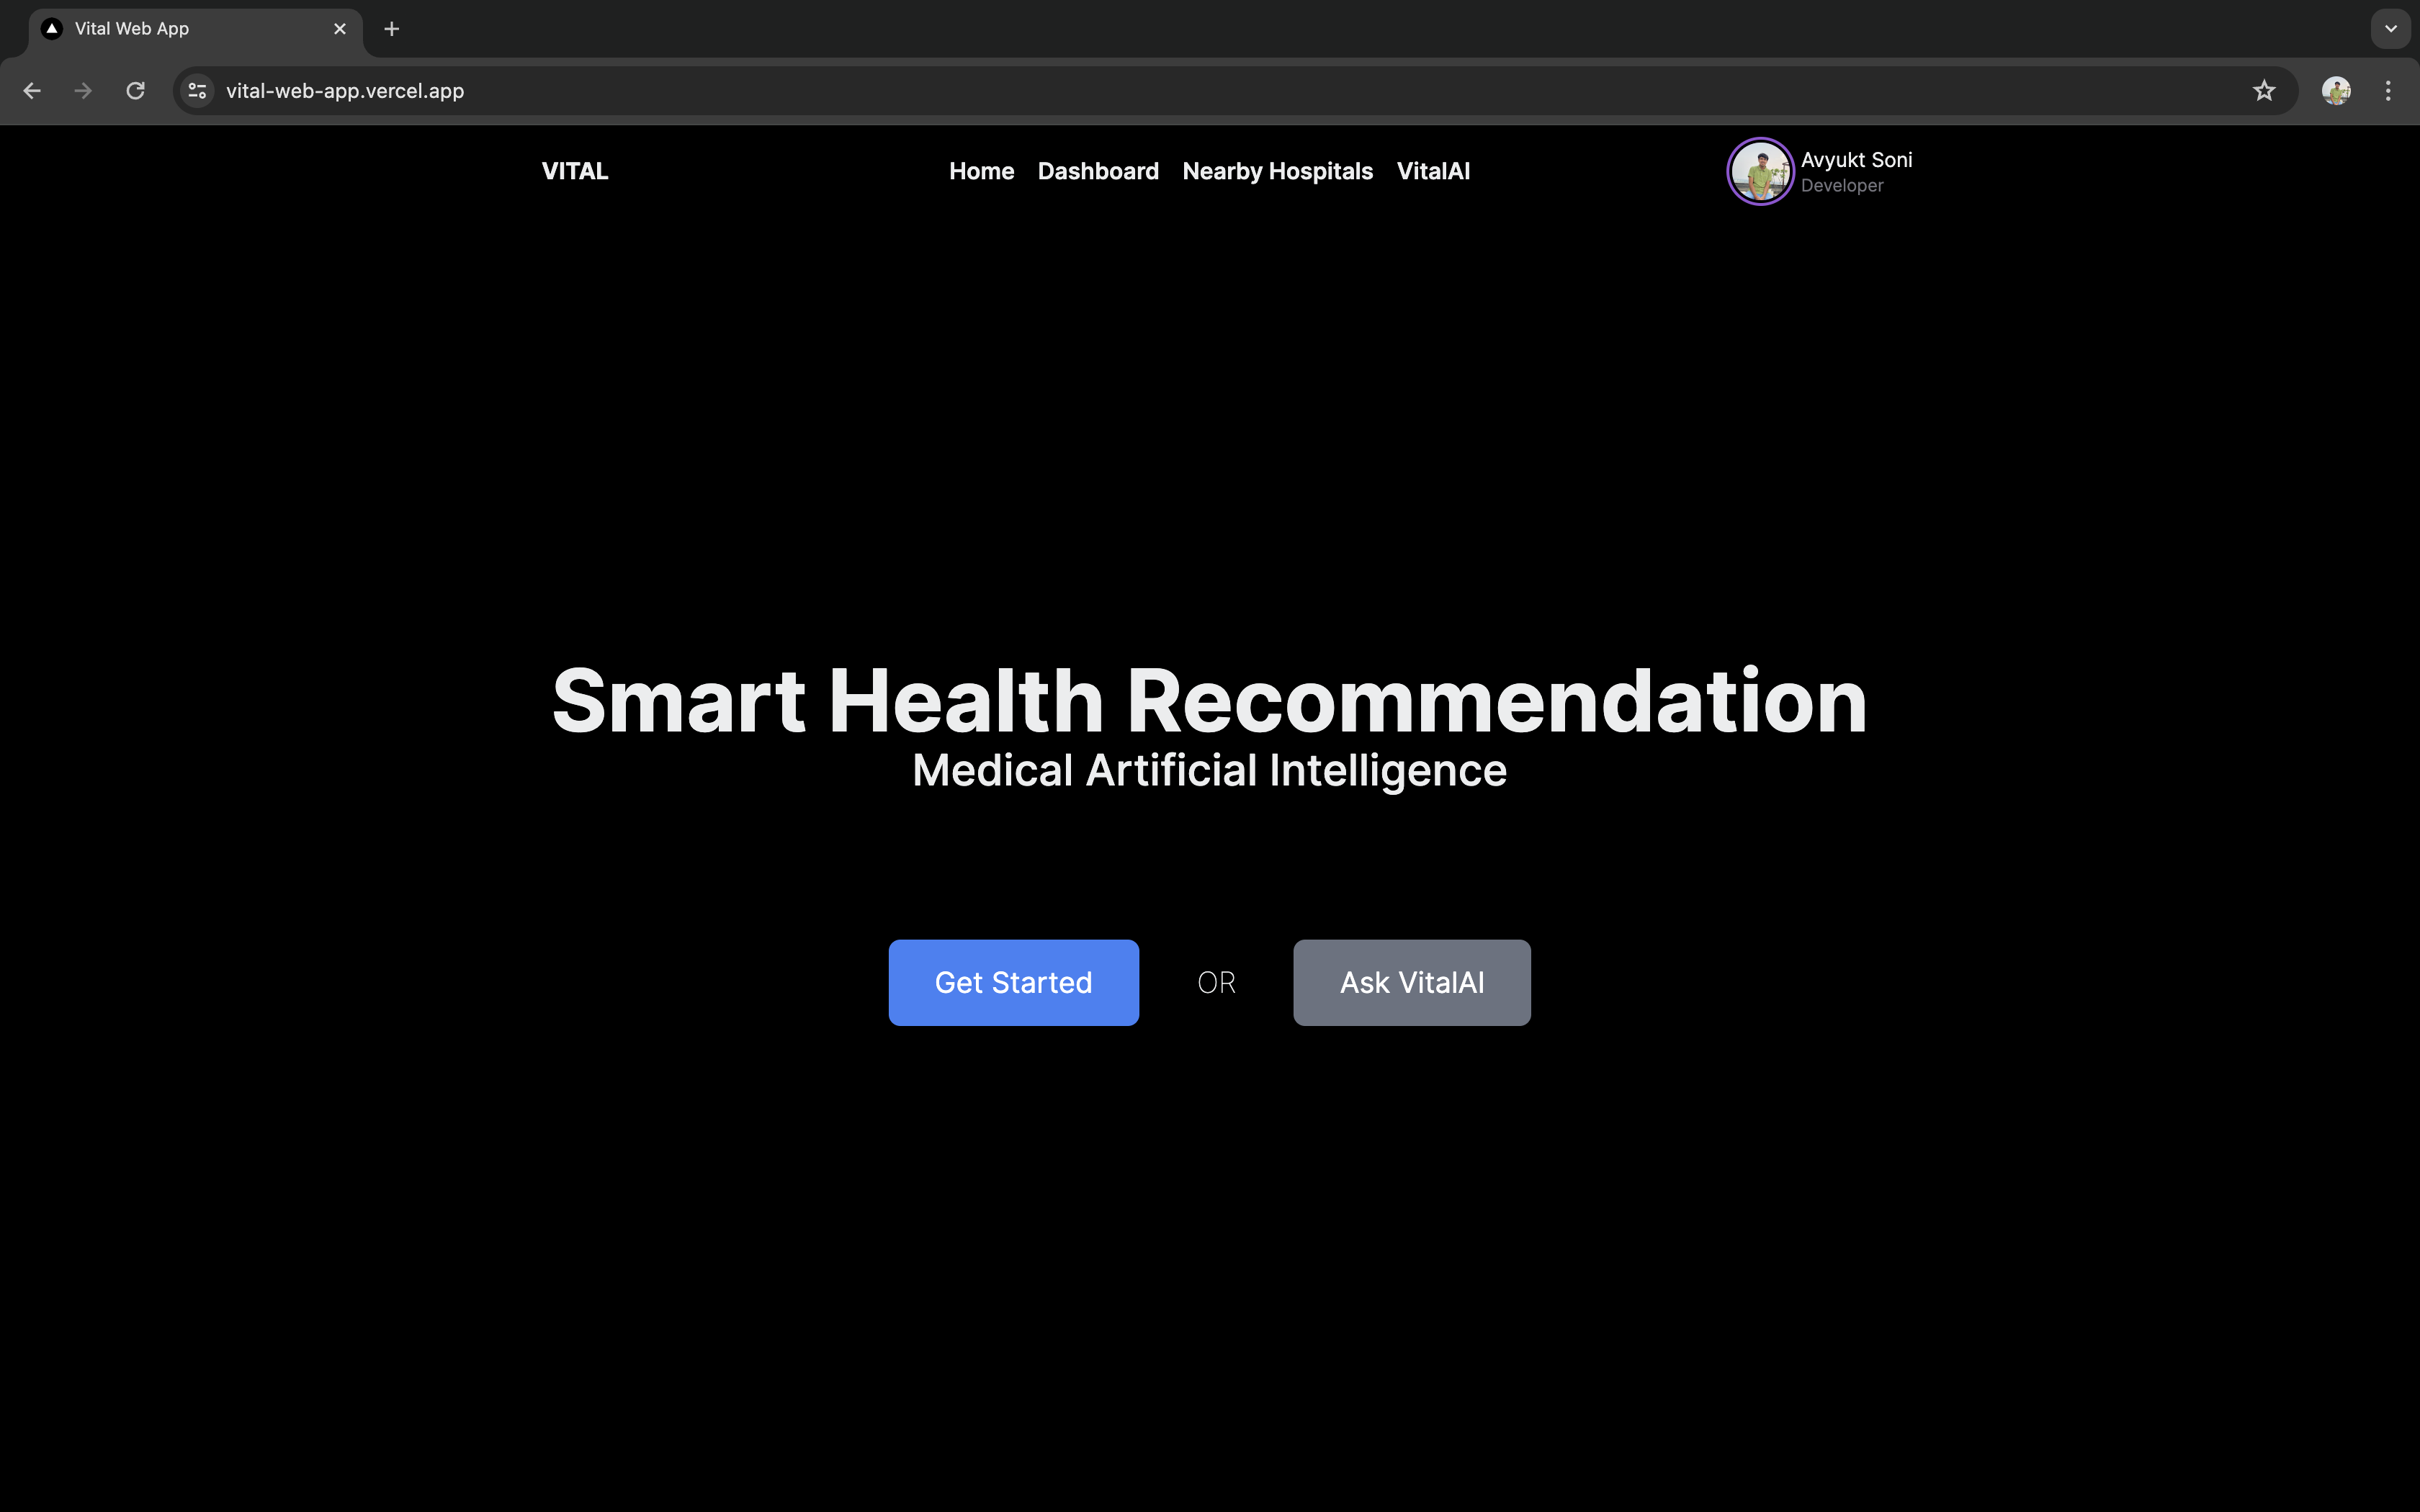 Vital Web App
vital-web-app.vercel.app
VITAL
Home Dashboard Nearby Hospitals VitalAI
Avyukt Soni
Developer
Smart Health Recommendation
Medical Artificial Intelligence
Get Started OR Ask VitalAI